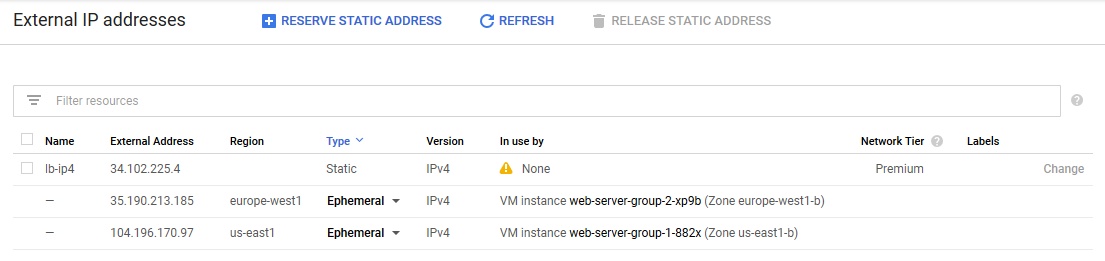 External IP addresses RESERVE STATIC ADDRESS REFRESH RELEASE STATIC ADDRESS
Filter resources
Name External Address Region Type Version In use by Network Tier Labels
lb-ip4 34.102.225.4 Static IPv4 None Premium Change
— 35.190.213.185 europe-west1 Ephemeral IPv4 VM instance web-server-group-2-xp9b (Zone europe-west1-b)
— 104.196.170.97 us-east1 Ephemeral IPv4 VM instance web-server-group-1-882x (Zone us-east1-b)